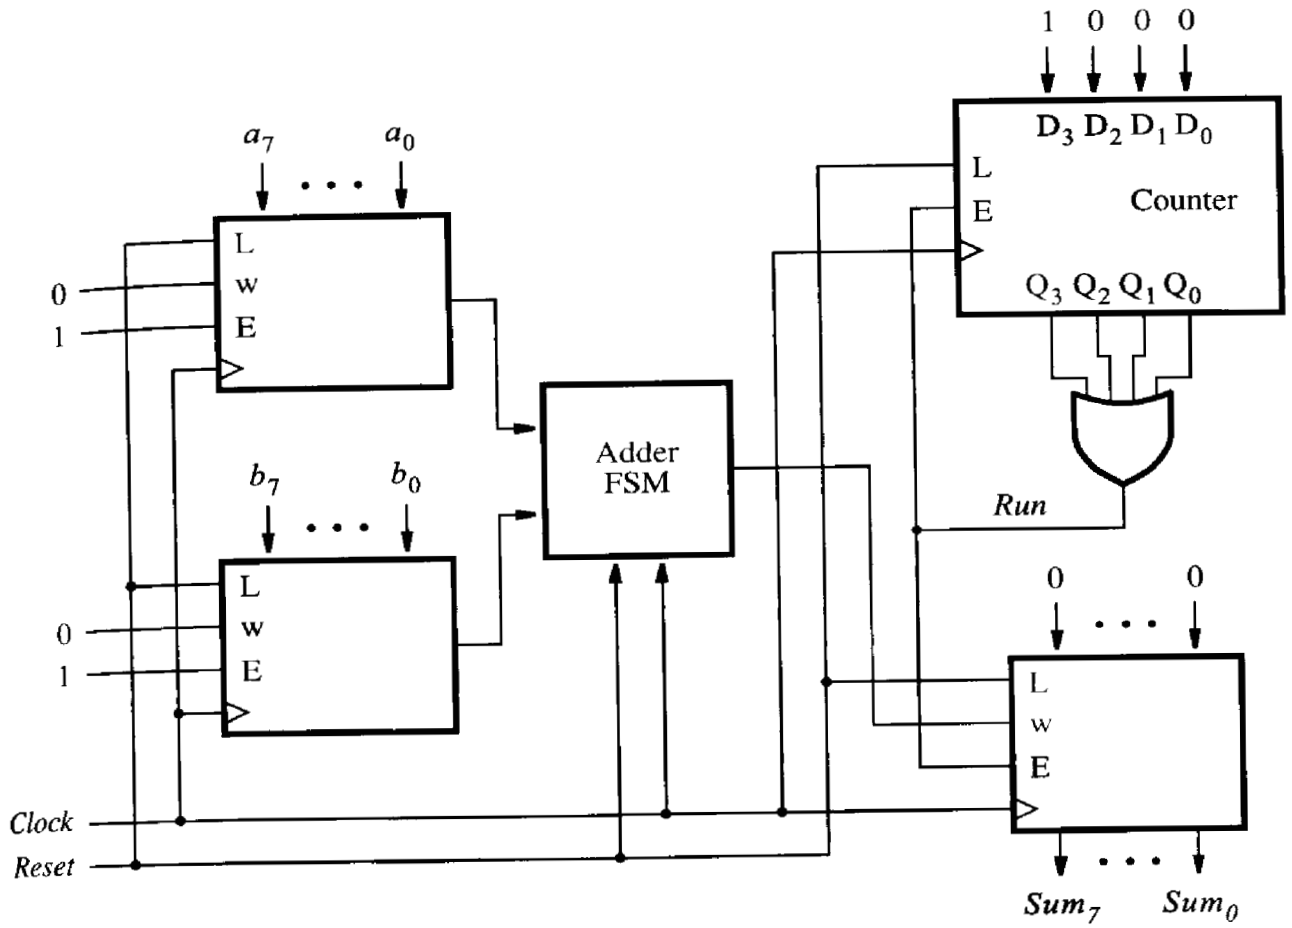 1 0 0 0
D3 D2 D1 D0
L
E
Counter
Q3 Q2 Q1 Q0
Run
a7 • • • a0
L
0 w
1 E
b7 • • • b0
L
0 w
1 E
Adder
FSM
0 • • • 0
L
w
E
Sum7 • • • Sum0
Clock
Reset